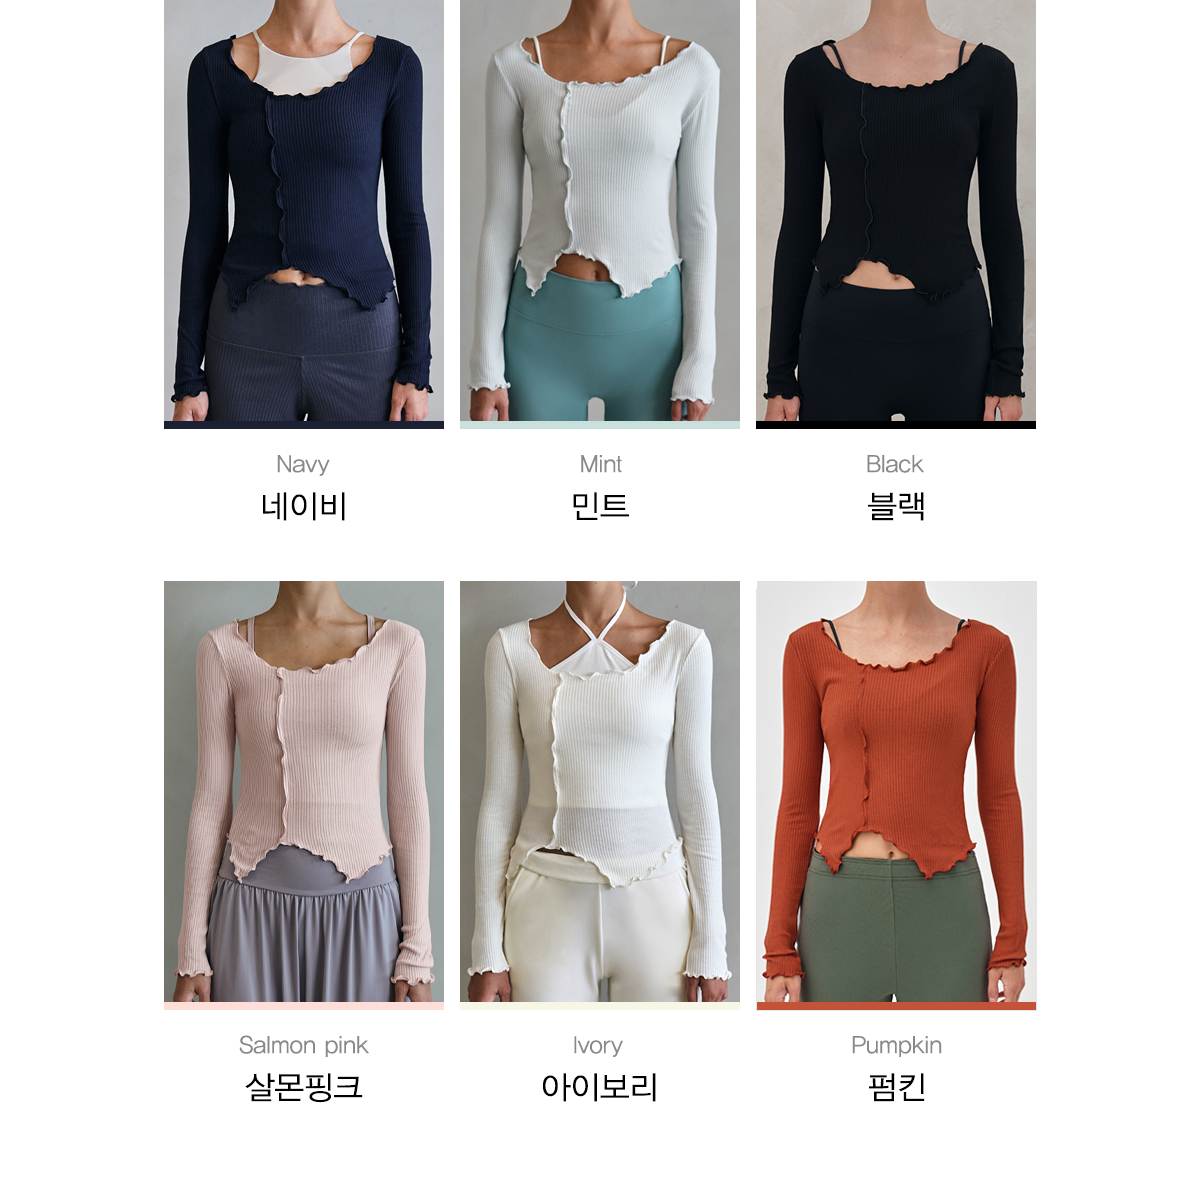 Navy
네이비
Mint
민트
Black
블랙
Salmon pink
살몬핑크
Ivory
아이보리
Pumpkin
펌킨